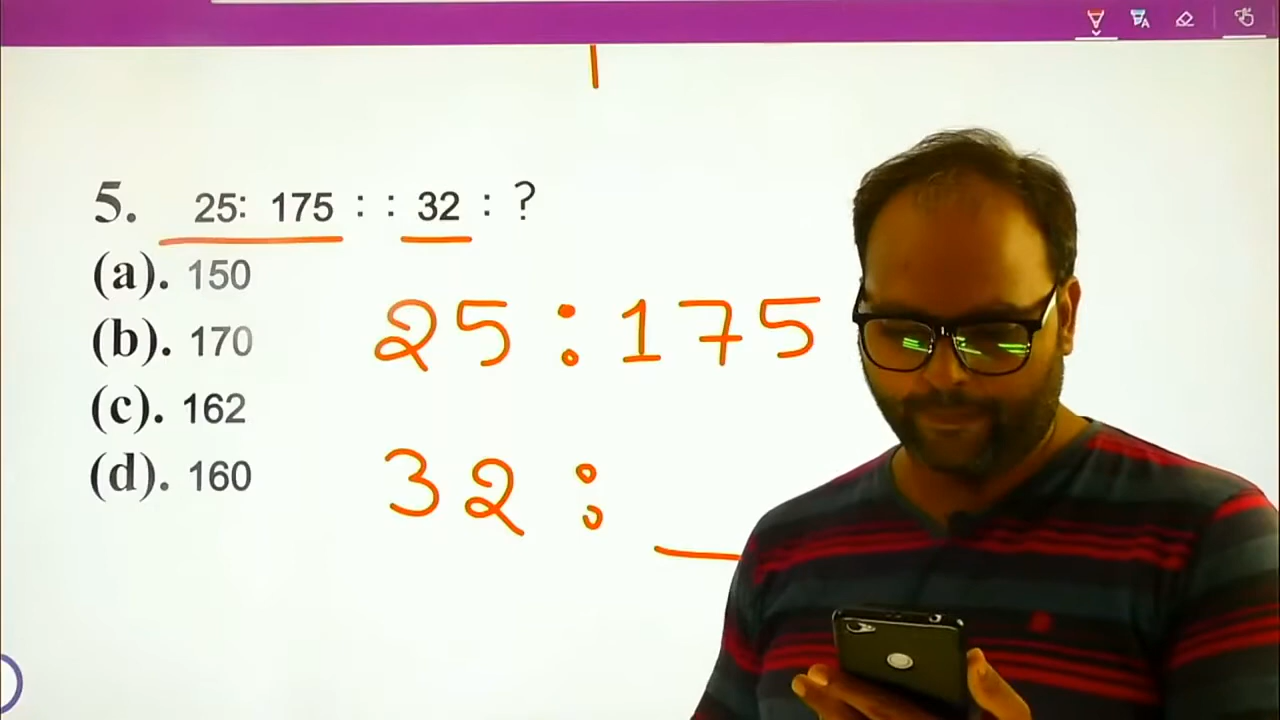 5. 25: 175 : : 32 : ?
(a). 150
(b). 170
(c). 162
(d). 160
25 : 175
32 :